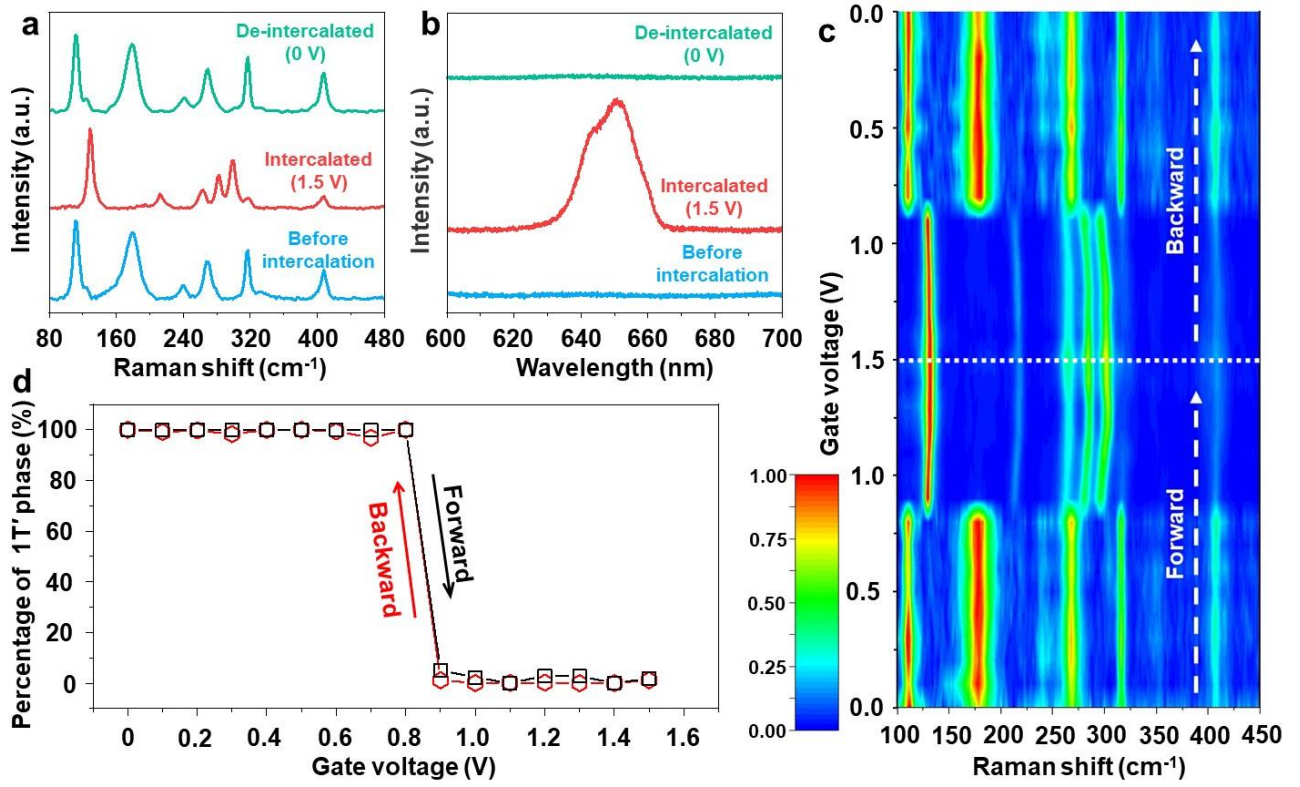 a
De-intercalated
(0 V)
Intercalated
(1.5 V)
Before
intercalation
Intensity (a.u.)
80 160 240 320 400 480
Raman shift (cm⁻¹)
b
De-intercalated
(0 V)
Intercalated
(1.5 V)
Before
intercalation
Intensity (a.u.)
600 620 640 660 680 700
Wavelength (nm)
c
0.0
0.5
1.0
1.5
1.0
0.5
0.0
Gate voltage (V)
Backward
Forward
100 150 200 250 300 350 400 450
Raman shift (cm⁻¹)
1.00
0.75
0.50
0.25
0.00
d
Percentage of 1T′ phase (%)
100
80
60
40
20
0
Backward
Forward
0 0.2 0.4 0.6 0.8 1.0 1.2 1.4 1.6
Gate voltage (V)